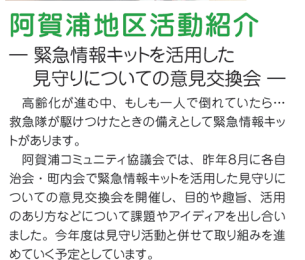 阿賀浦地区活動紹介
― 緊急情報キットを活用した
見守りについての意見交換会 ―
高齢化が進む中、もしも一人で倒れていたら…
救急隊が駆けつけたときの備えとして緊急情報キッ
トがあります。
阿賀浦コミュニティ協議会では、昨年8月に各自
治会・町内会で緊急情報キットを活用した見守りに
ついての意見交換会を開催し、目的や趣旨、活用
のあり方などについて課題やアイディアを出し合い
ました。今年度は見守り活動と併せて取り組みを進
めていく予定としています。